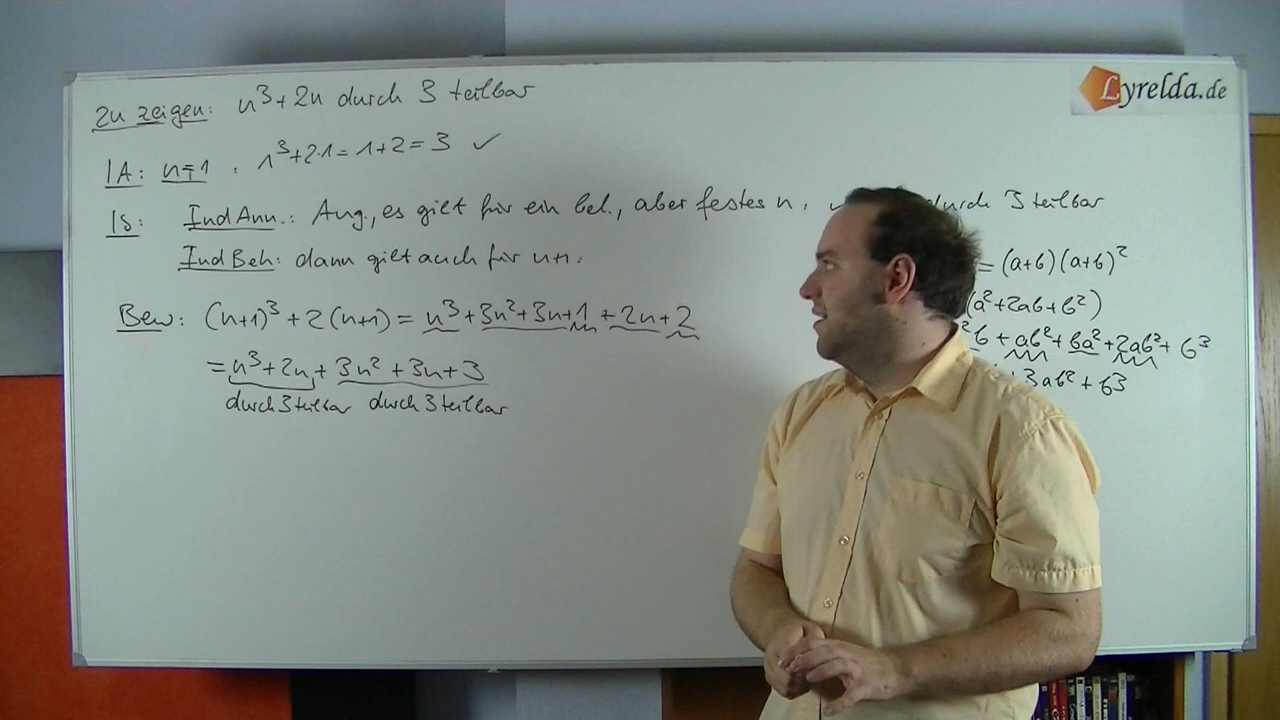 Zu zeigen: n³+2n durch 3 teilbar
Lyrelda.de
IA: n=1 : 1³+2·1=1+2=3 ✓
IS: IndAnn.: Ang., es gilt für ein bel., aber festes n. durch 3 teilbar
IndBeh: dann gilt auch für n+1.
= (a+b)(a+b)²
(a²+2ab+b²)
Bew: (n+1)³+2(n+1) = n³+3n²+3n+1+2n+2
²b + ab²+ba²+2ab²+b³
=n³+2n+3n²+3n+3
3ab²+b³
durch 3 teilbar durch 3 teilbar